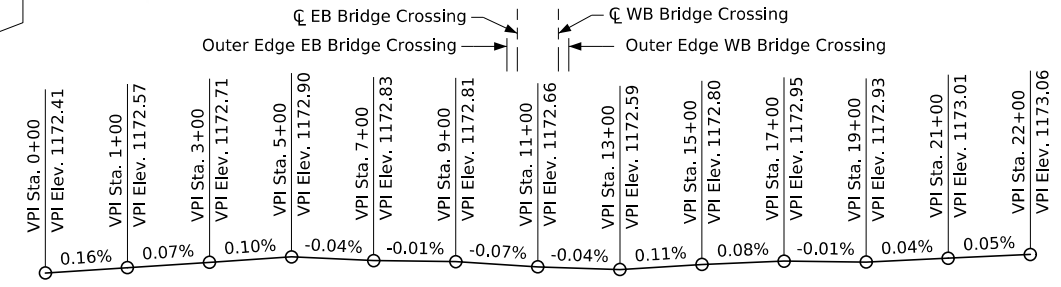 ℄ EB Bridge Crossing
℄ WB Bridge Crossing
Outer Edge EB Bridge Crossing
Outer Edge WB Bridge Crossing
VPI Sta. 0+00
VPI Elev. 1172.41
VPI Sta. 1+00
VPI Elev. 1172.57
VPI Sta. 3+00
VPI Elev. 1172.71
VPI Sta. 5+00
VPI Elev. 1172.90
VPI Sta. 7+00
VPI Elev. 1172.83
VPI Sta. 9+00
VPI Elev. 1172.81
VPI Sta. 11+00
VPI Elev. 1172.66
VPI Sta. 13+00
VPI Elev. 1172.59
VPI Sta. 15+00
VPI Elev. 1172.80
VPI Sta. 17+00
VPI Elev. 1172.95
VPI Sta. 19+00
VPI Elev. 1172.93
VPI Sta. 21+00
VPI Elev. 1173.01
VPI Sta. 22+00
VPI Elev. 1173.06
0.16% 0.07% 0.10% -0.04% -0.01% -0.07% -0.04% 0.11% 0.08% -0.01% 0.04% 0.05%